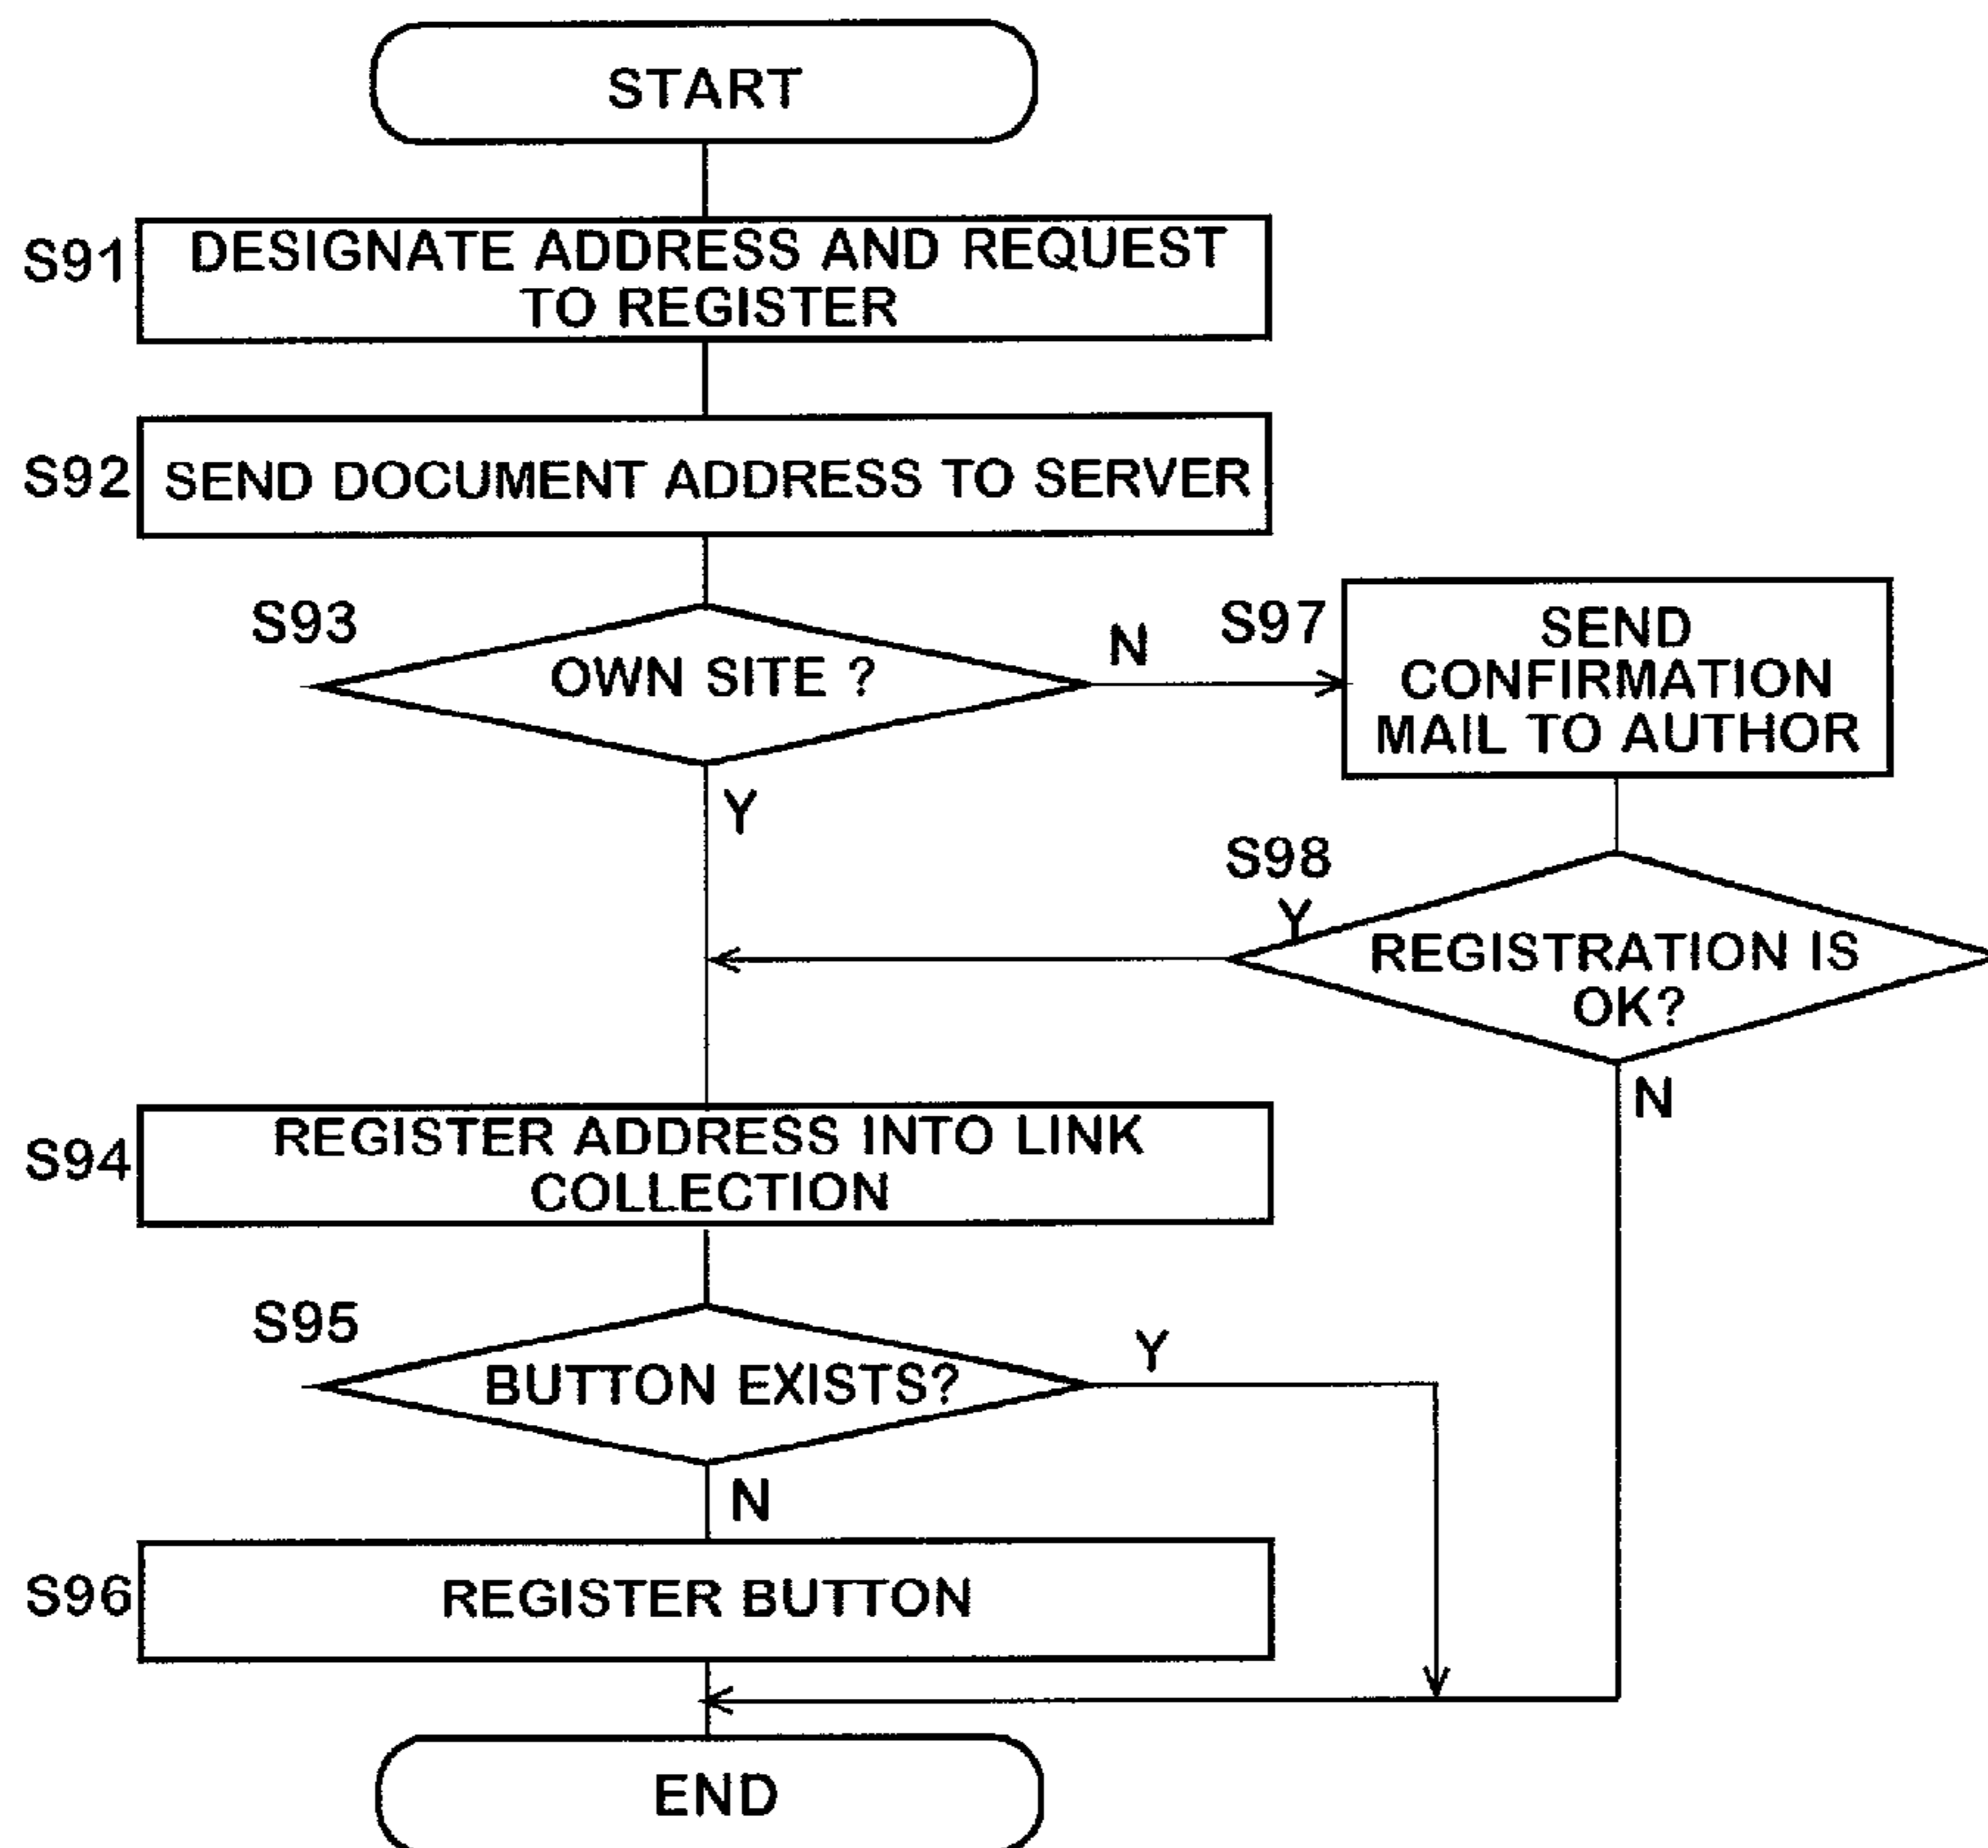 START
S91
DESIGNATE ADDRESS AND REQUEST
TO REGISTER
S92
SEND DOCUMENT ADDRESS TO SERVER
S93
OWN SITE ?
N
Y
S97
SEND
CONFIRMATION
MAIL TO AUTHOR
S98
Y
REGISTRATION IS
OK?
N
S94
REGISTER ADDRESS INTO LINK
COLLECTION
S95
BUTTON EXISTS?
Y
N
S96
REGISTER BUTTON
END